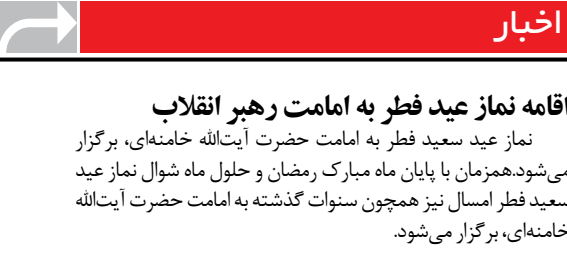 اخبار
اقامه نماز عید فطر به امامت رهبر انقلاب
نماز عید سعید فطر به امامت حضرت آیت‌الله خامنه‌ای، برگزار
می‌شود.همزمان با پایان ماه مبارک رمضان و حلول ماه شوال نماز عید
سعید فطر امسال نیز همچون سنوات گذشته به امامت حضرت آیت‌الله
خامنه‌ای، برگزار می‌شود.